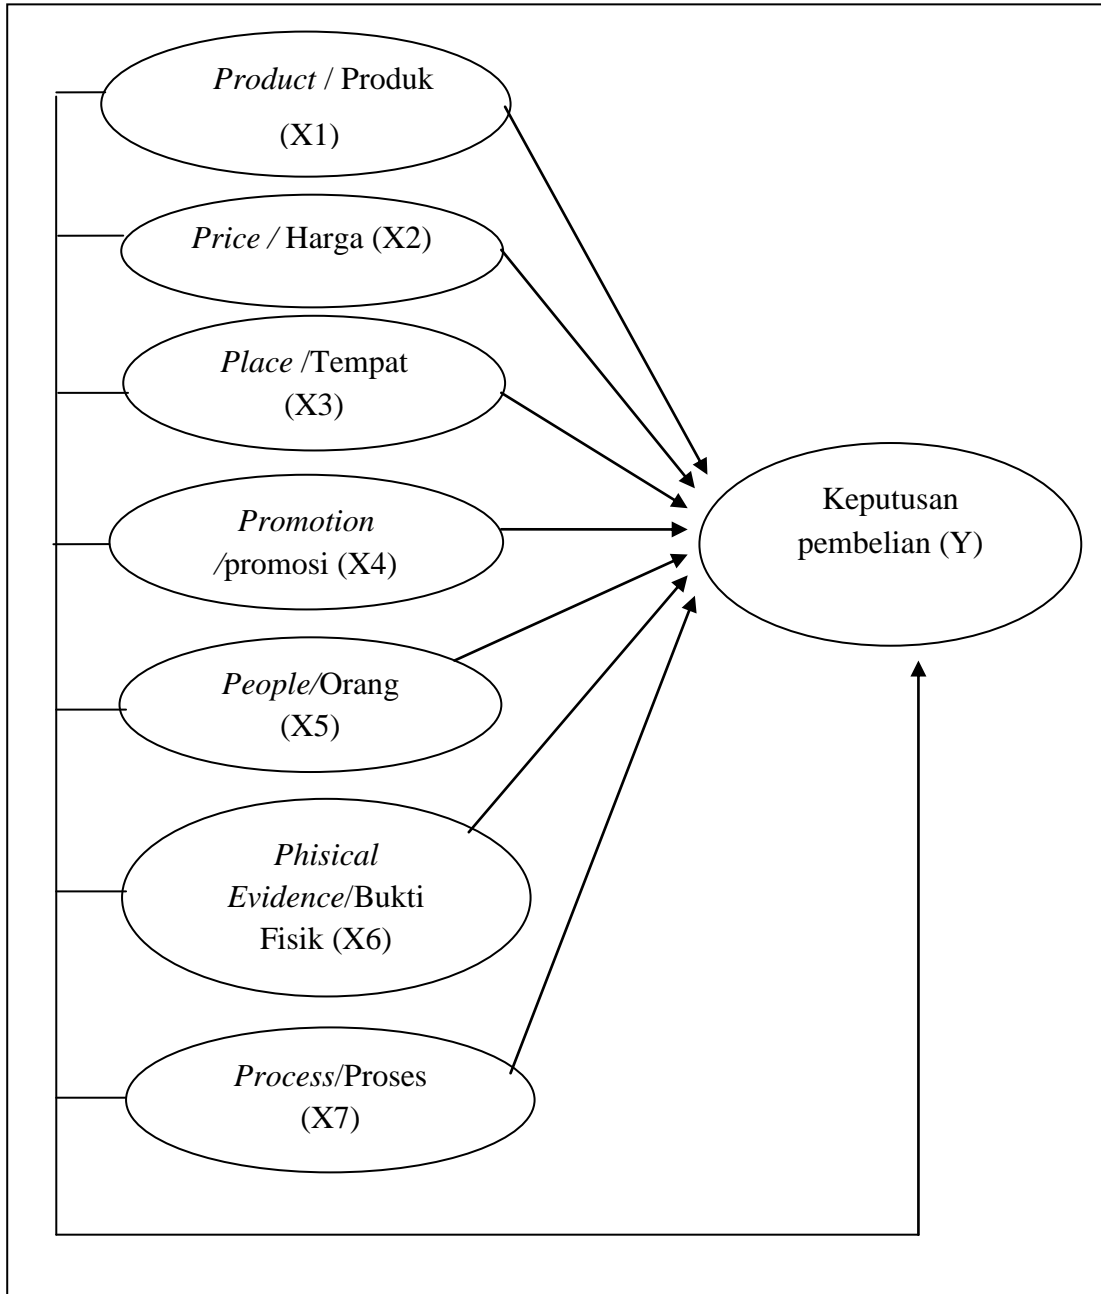 Product / Produk
(X1)
Price / Harga (X2)
Place /Tempat
(X3)
Promotion
/promosi (X4)
People/Orang
(X5)
Phisical
Evidence/Bukti
Fisik (X6)
Process/Proses
(X7)
Keputusan
pembelian (Y)